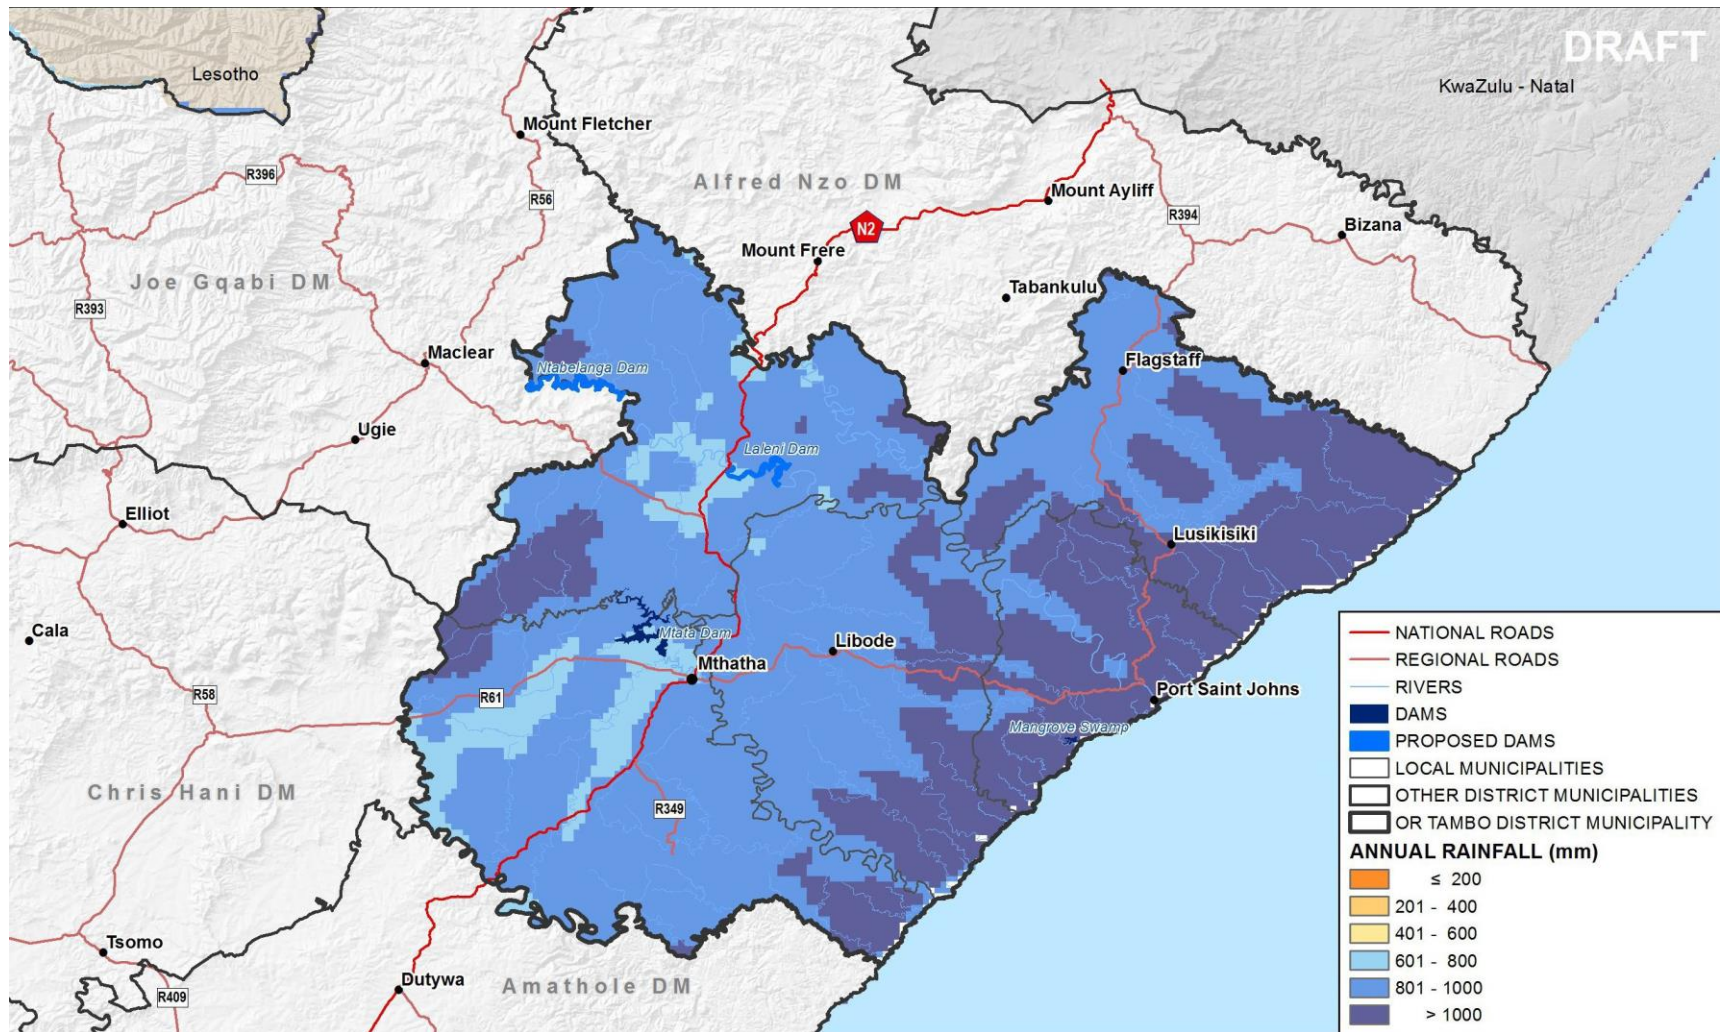 DRAFT
Lesotho
KwaZulu - Natal
Mount Fletcher
R396
Alfred Nzo DM
R56
Mount Ayliff
R394
Bizana
N2
Mount Frere
Joe Gqabi DM
Tabankulu
R393
Maclear
Ntabelanga Dam
Flagstaff
Ugie
Laleni Dam
Elliot
Lusikisiki
Cala
Mtata Dam
Libode
Mthatha
R58
R61
Port Saint Johns
Mangrove Swamp
Chris Hani DM
R349
Tsomo
Dutywa
Amathole DM
R409
NATIONAL ROADS
REGIONAL ROADS
RIVERS
DAMS
PROPOSED DAMS
LOCAL MUNICIPALITIES
OTHER DISTRICT MUNICIPALITIES
OR TAMBO DISTRICT MUNICIPALITY
ANNUAL RAINFALL (mm)
≤ 200
201 - 400
401 - 600
601 - 800
801 - 1000
> 1000